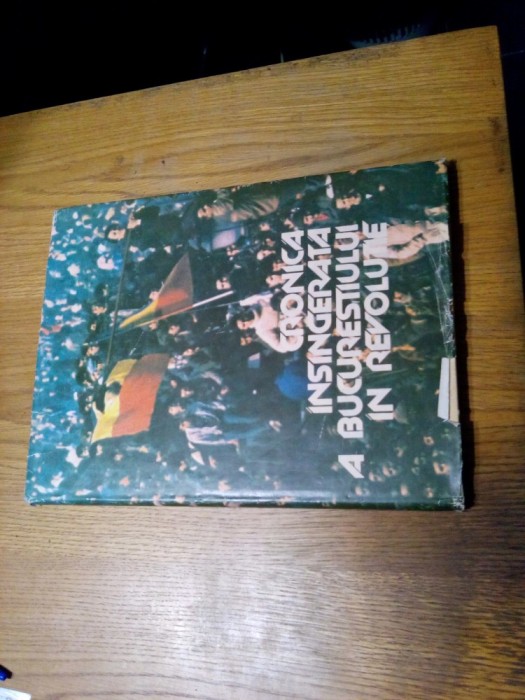 CRONICA
INSINGERATA
A BUCURESTIULUI
IN REVOLUTIE